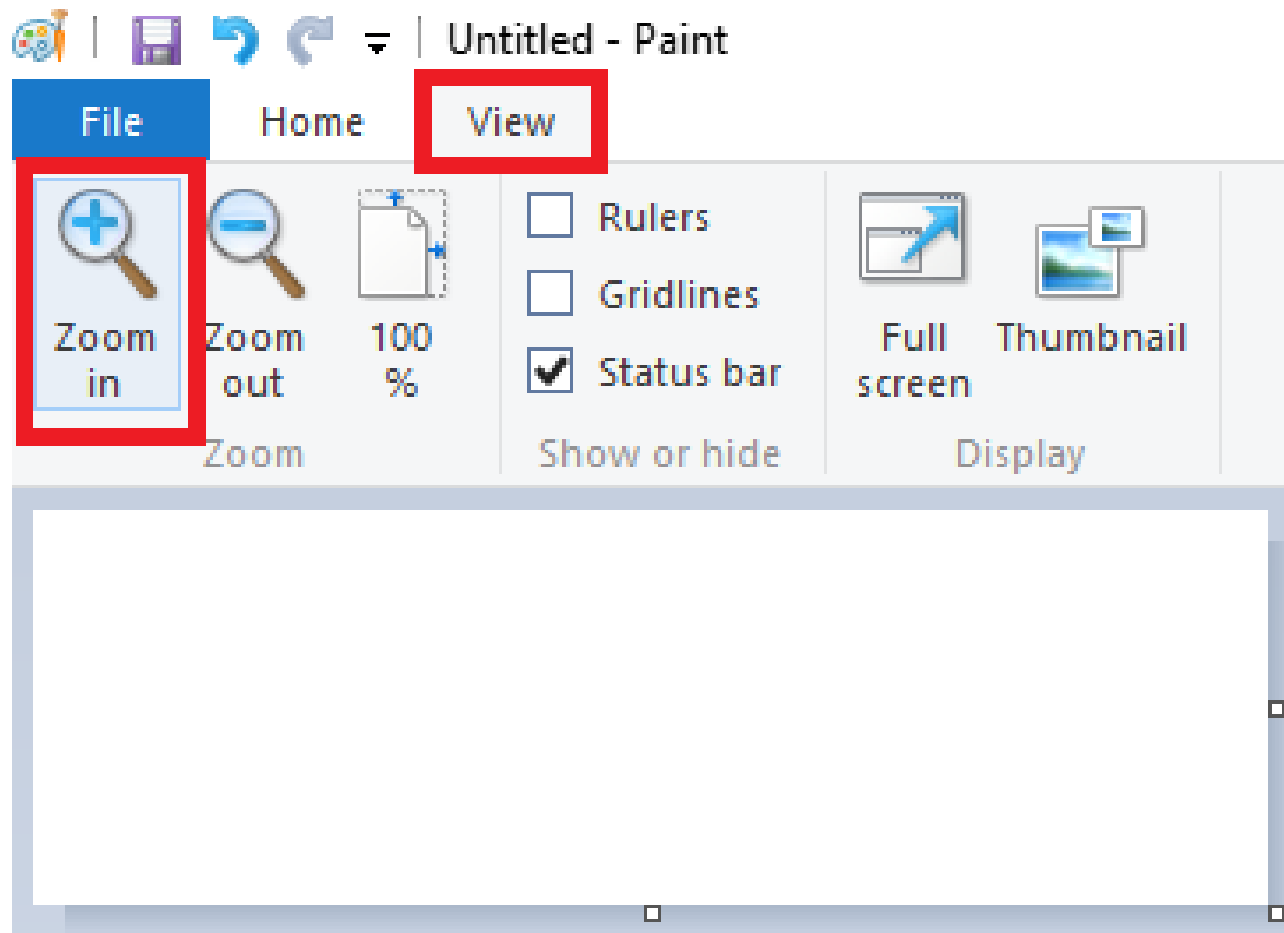 Untitled - Paint
File Home View
Zoom in
Zoom out
100 %
Zoom
Rulers
Gridlines
Status bar
Show or hide
Full screen
Thumbnail
Display